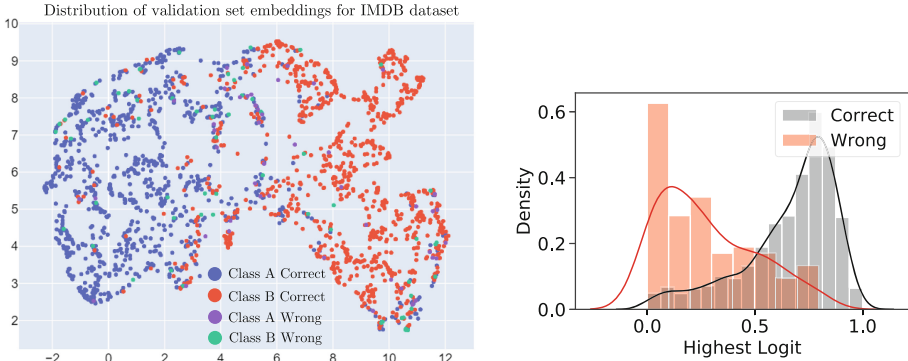 Distribution of validation set embeddings for IMDB dataset
10
9
8
7
6
5
4
3
2
−2 0 2 4 6 8 10 12
Class A Correct
Class B Correct
Class A Wrong
Class B Wrong
Correct
Wrong
Density
0.6
0.4
0.2
0.0
0.0 0.5 1.0
Highest Logit